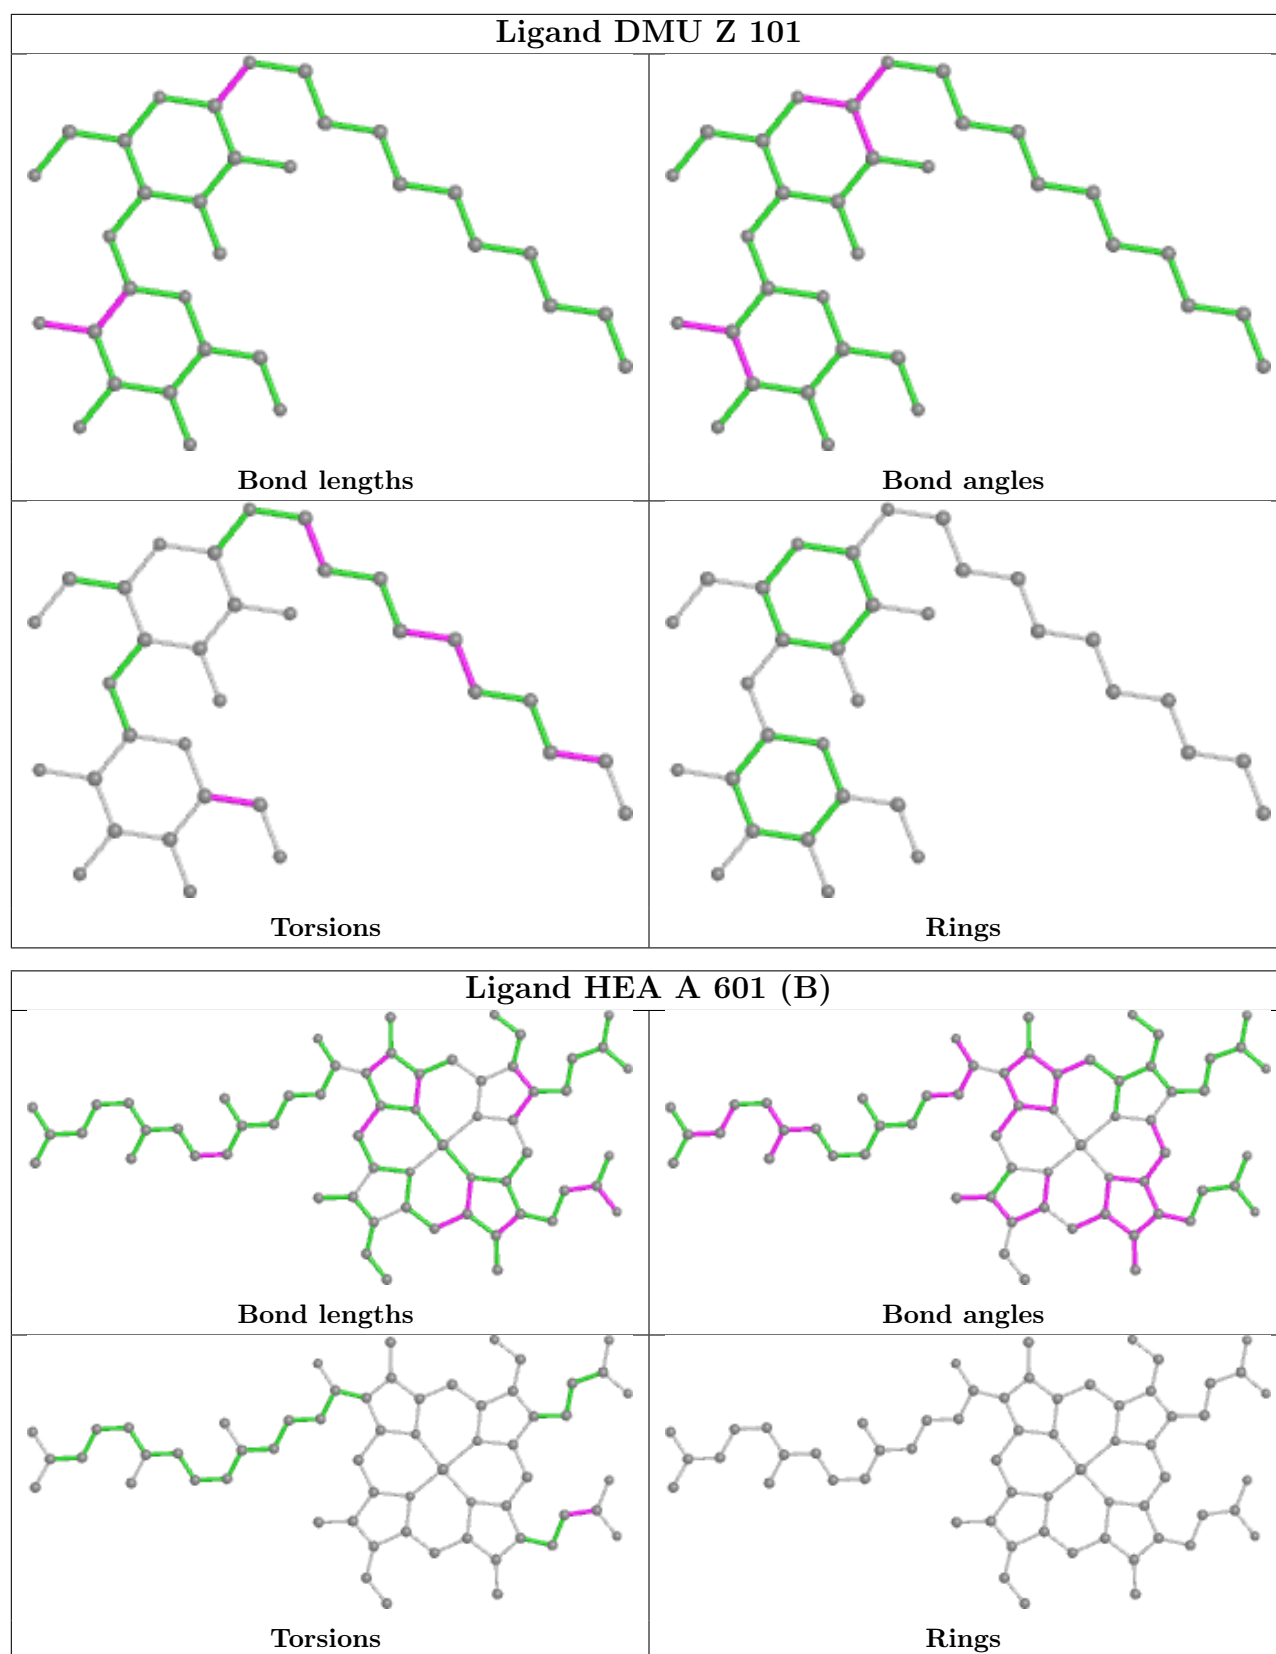 Ligand DMU Z 101
Bond lengths
Bond angles
Torsions
Rings
Ligand HEA A 601 (B)
Bond lengths
Bond angles
Torsions
Rings